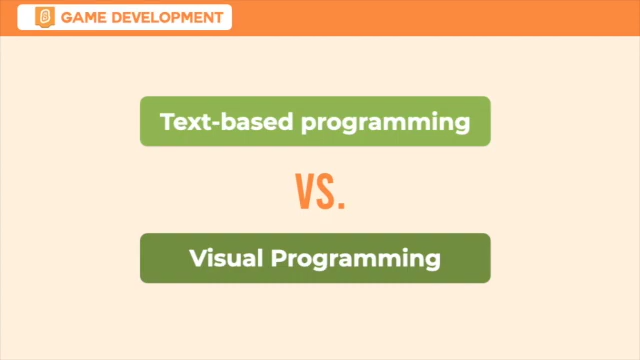 GAME DEVELOPMENT
Text-based programming
VS.
Visual Programming